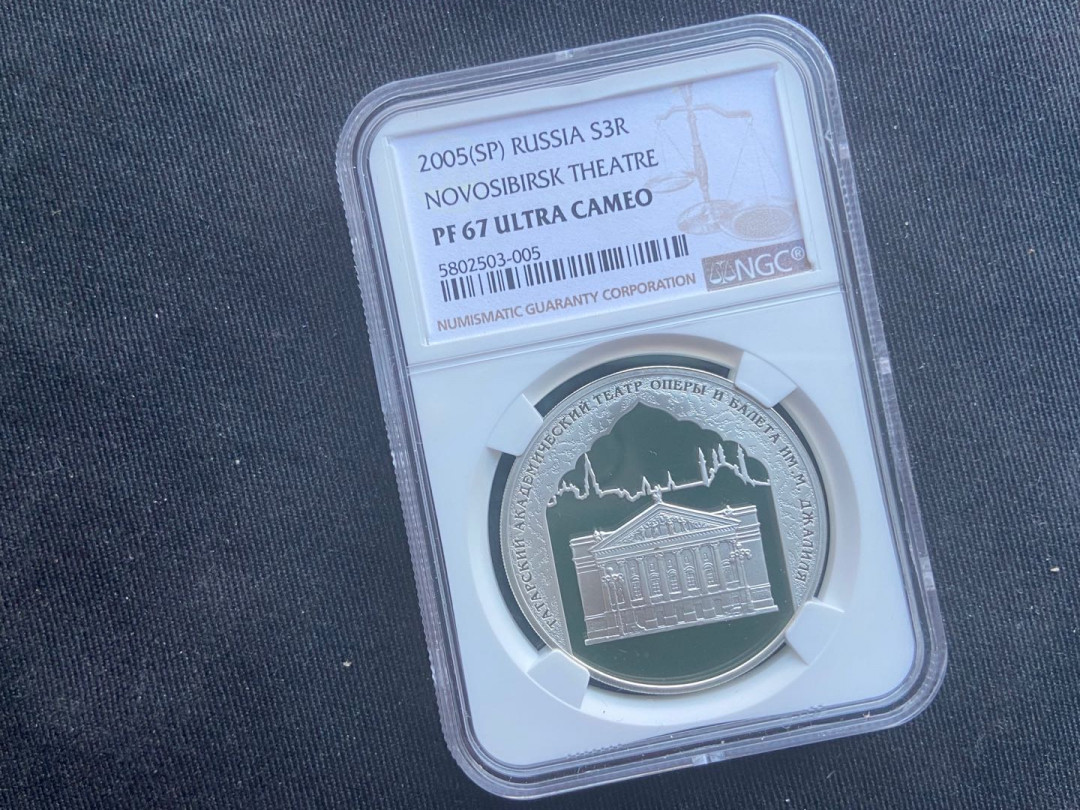 2005(SP) RUSSIA S3R
NOVOSIBIRSK THEATRE
PF 67 ULTRA CAMEO
5802503-005
NGC®
NUMISMATIC GUARANTY CORPORATION
ТАТАРСКИЙ АКАДЕМИЧЕСКИЙ ТЕАТР ОПЕРЫ И БАЛЕТА ИМ.М. ДЖАЛИЛЯ